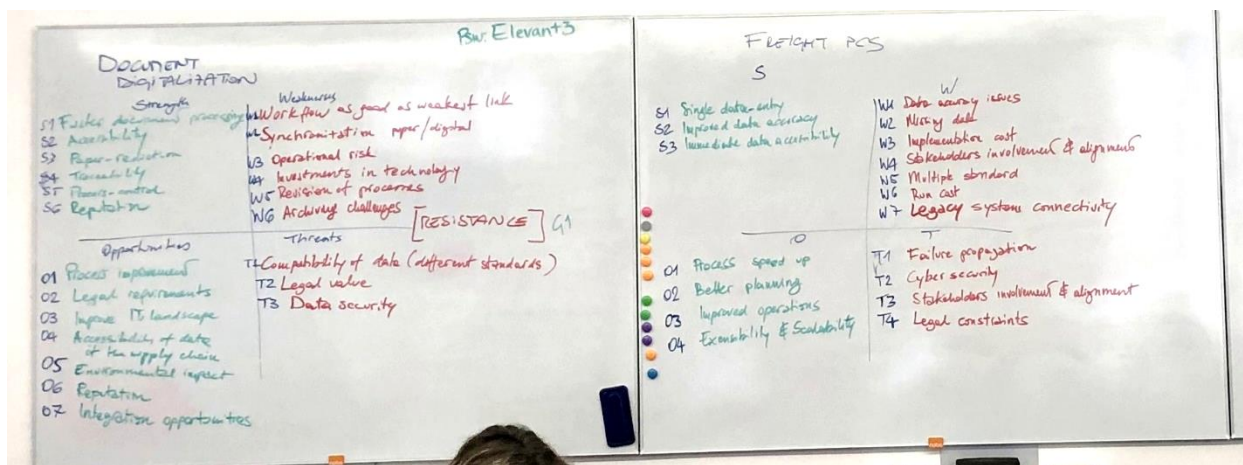 Elevant3
DOCUMENT
DIGITALIZATION
Strength
S1 Faster document processing
S2 Accessibility
S3 Paper-reduction
S4 Traceability
S5 control
S6 Reputation
Weakness
W1 Workflow as good as weakest link
W2 Synchronization paper/digital
W3 Operational risk
W4 Investments in technology
W5 Revision of processes
W6 Archiving challenges
[RESISTANCE]
Opportunities
O1 Process improvement
O2 Legal requirements
O3 Improve IT landscape
O4 Accessibility of data
of the supply chain
O5 Environmental impact
O6 Reputation
O7 Integration opportunities
Threats
T1 Compatibility of data (different standards)
T2 Legal value
T3 Data security
FREIGHT PCS
S
S1 Single data-entry
S2 Improved data accuracy
S3 Immediate data accessibility
W
W1 Data accuracy issues
W2 Missing data
W3 Implementation cost
W4 Stakeholders involvement & alignment
W5 Multiple standard
W6 Run cost
W7 Legacy systems connectivity
O
O1 Process speed up
O2 Better planning
O3 Improved operations
O4 Extensibility & Scalability
T
T1 Failure propagation
T2 Cyber security
T3 Stakeholders involvement & alignment
T4 Legal constraints